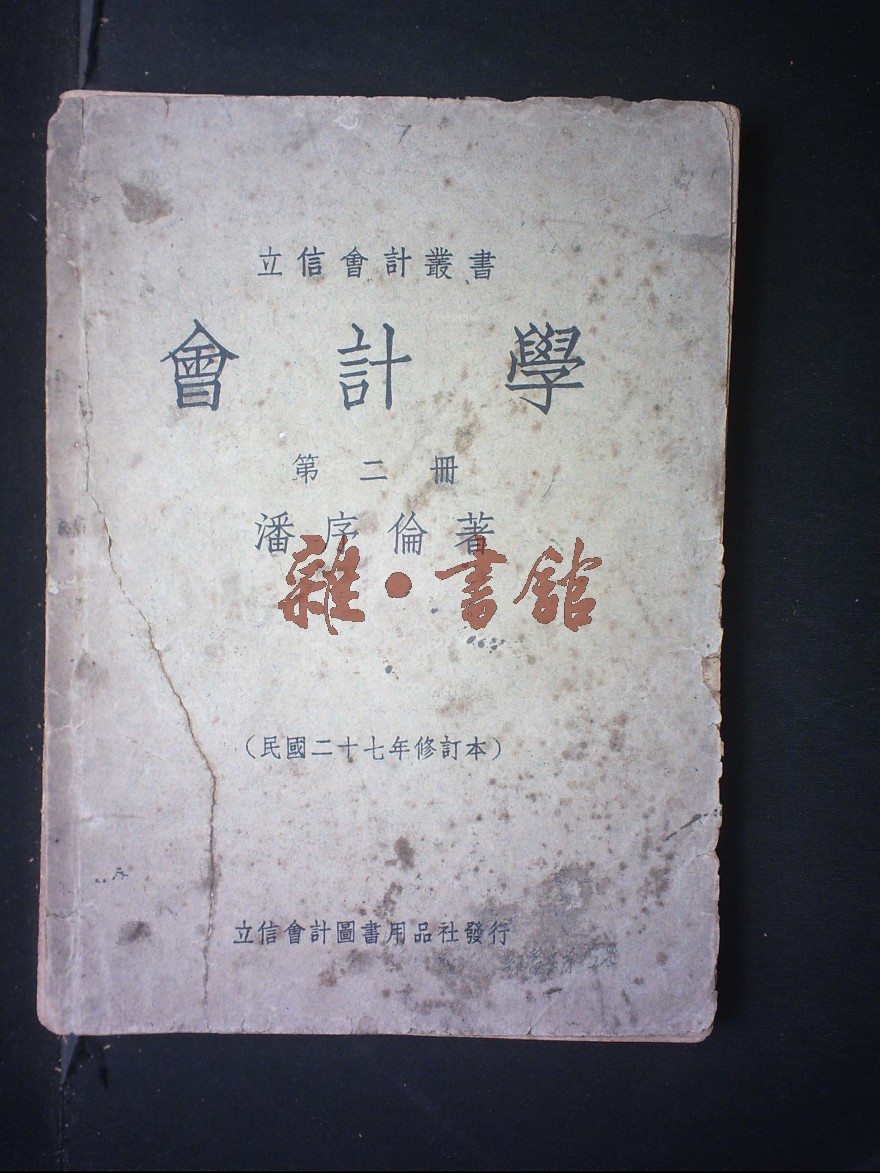 7
立信會計叢書
會計學
第二冊
潘序倫著
雜·書館
（民國二十七年修訂本）
立信會計圖書用品社發行